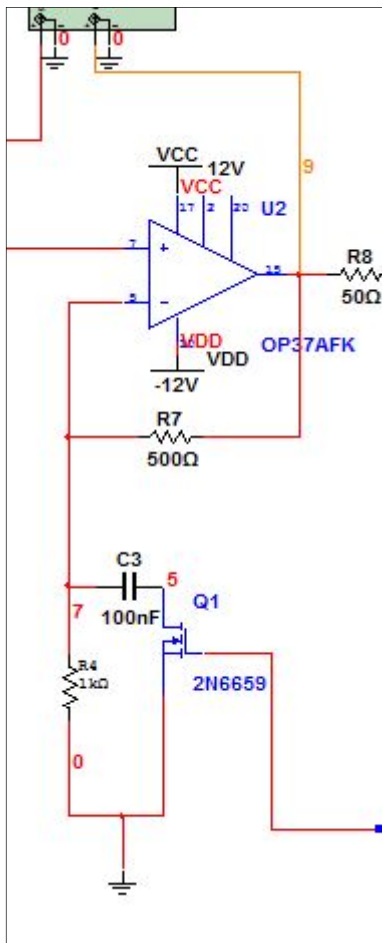 0
0
9
VCC
12V
VCC
17
2
20
U2
7
+
R8
15
50Ω
−
VDD
VDD
OP37AFK
-12V
R7
500Ω
C3
5
Q1
7
100nF
R4
1kΩ
2N6659
0